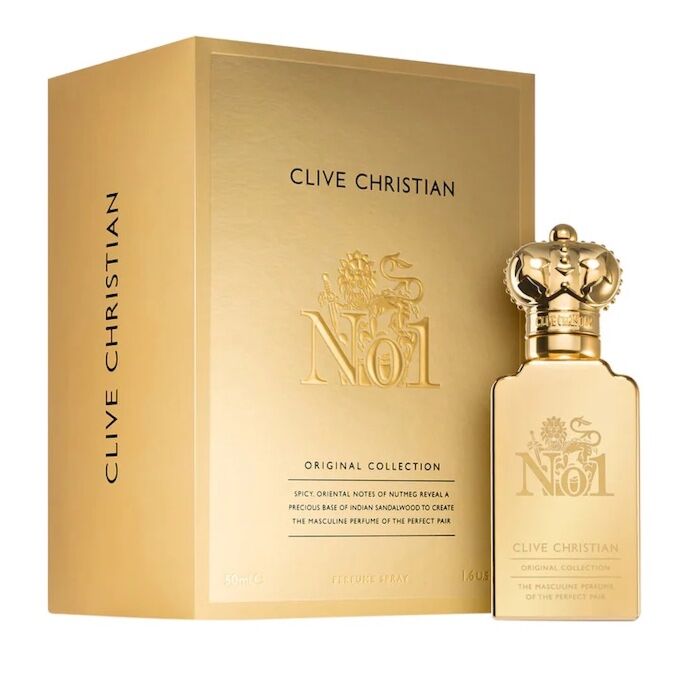 CLIVE CHRISTIAN
CLIVE CHRISTIAN
No1
ORIGINAL COLLECTION
SPICY, ORIENTAL NOTES OF NUTMEG REVEAL A
PRECIOUS BASE OF INDIAN SANDALWOOD TO CREATE
THE MASCULINE PERFUME OF THE PERFECT PAIR
50ml℮ PERFUME SPRAY 1.6 U.S
CLIVE CHRISTIAN
No1
CLIVE CHRISTIAN
ORIGINAL COLLECTION
THE MASCULINE PERFUME
OF THE PERFECT PAIR